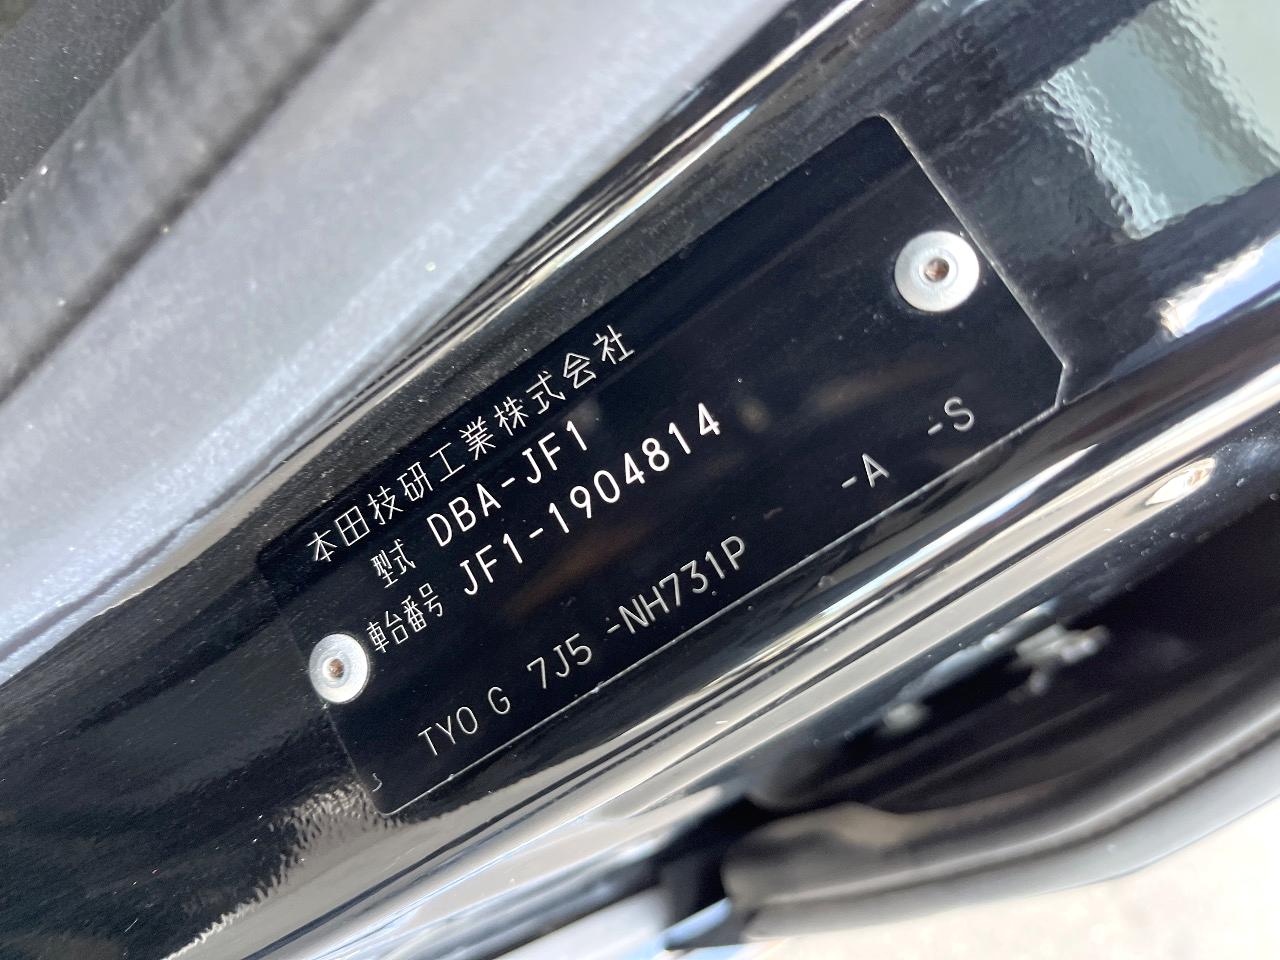 本田技研工業株式会社
型式 DBA-JF1
車台番号 JF1-1904814
TYO G 7J5 -NH731P -A -S
J